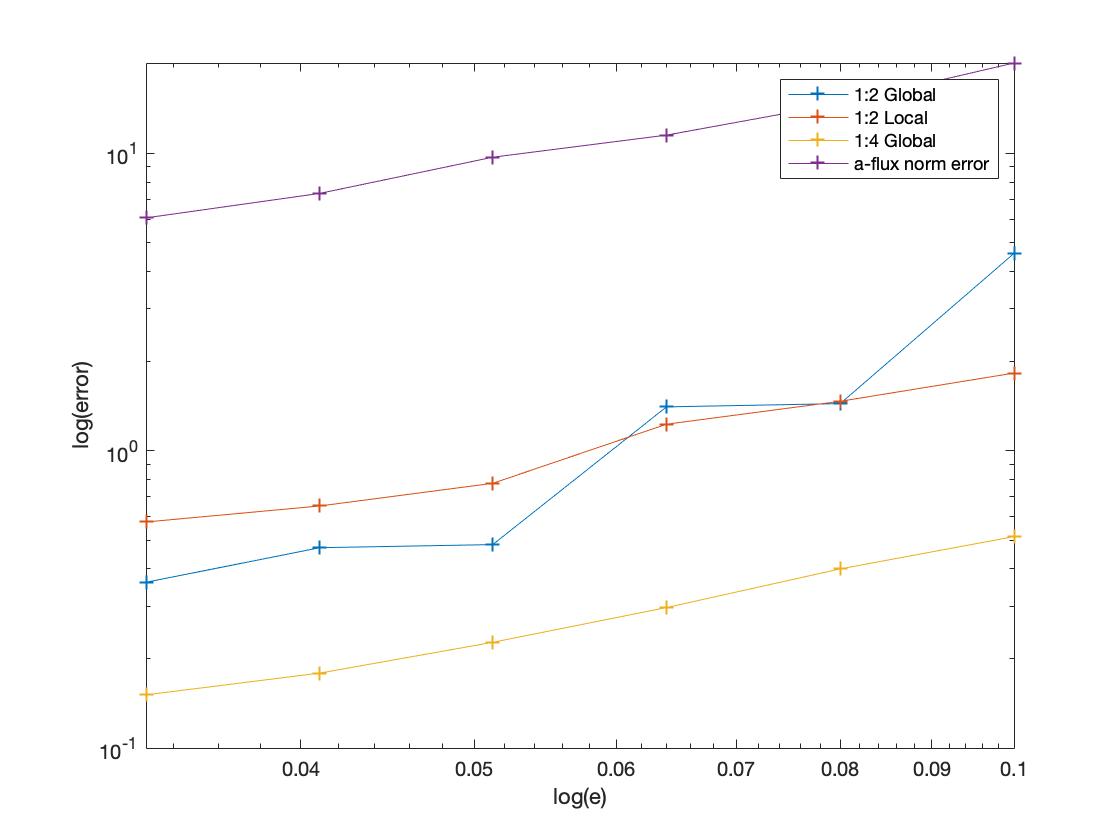 1:2 Global
1:2 Local
1:4 Global
a-flux norm error
10^1
10^0
10^-1
log(error)
0.04 0.05 0.06 0.07 0.08 0.09 0.1
log(e)